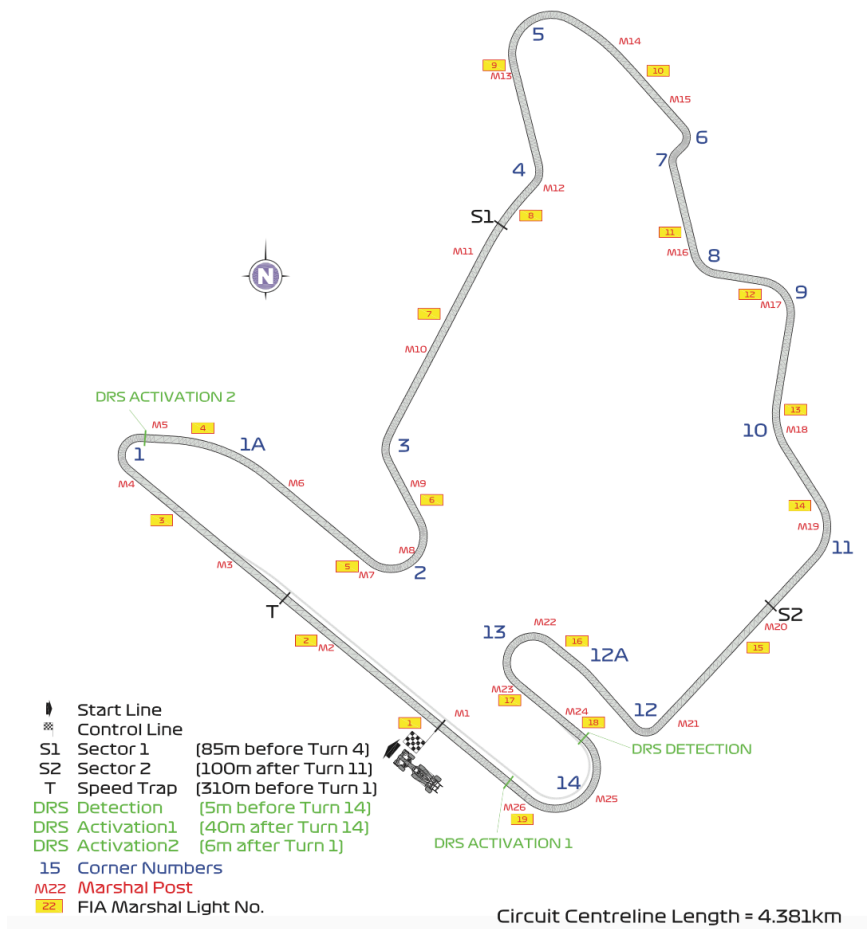 5
M14
9
M13
10
M15
6
7
4
M12
S1
8
M11
11
M16
8
N
9
12
M17
7
M10
DRS ACTIVATION 2
13
10
M18
M5
4
1A
3
1
M4
M6
M9
6
14
M19
3
11
M3
M8
5
M7
2
T
S2
M20
2
M2
M22
13
16
12A
15
M23
17
M24
18
12
M21
M1
1
DRS DETECTION
14
M25
M26
19
DRS ACTIVATION 1
Start Line
Control Line
S1 Sector 1 (85m before Turn 4)
S2 Sector 2 (100m after Turn 11)
T Speed Trap (310m before Turn 1)
DRS Detection (5m before Turn 14)
DRS Activation1 (40m after Turn 14)
DRS Activation2 (6m after Turn 1)
15 Corner Numbers
M22 Marshal Post
22 FIA Marshal Light No.
Circuit Centreline Length = 4.381km